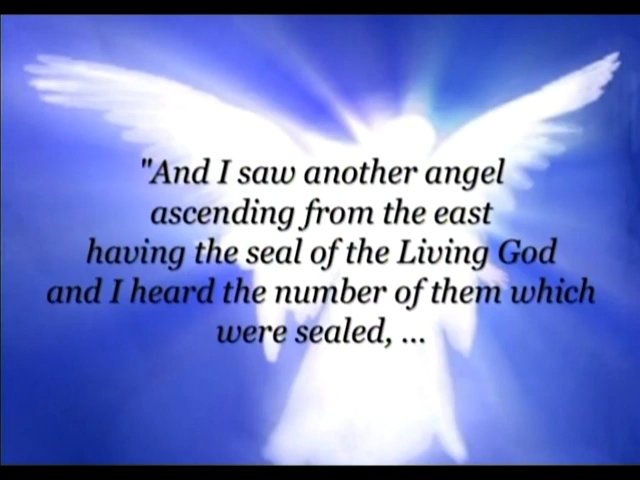 "And I saw another angel
ascending from the east
having the seal of the Living God
and I heard the number of them which
were sealed, ...